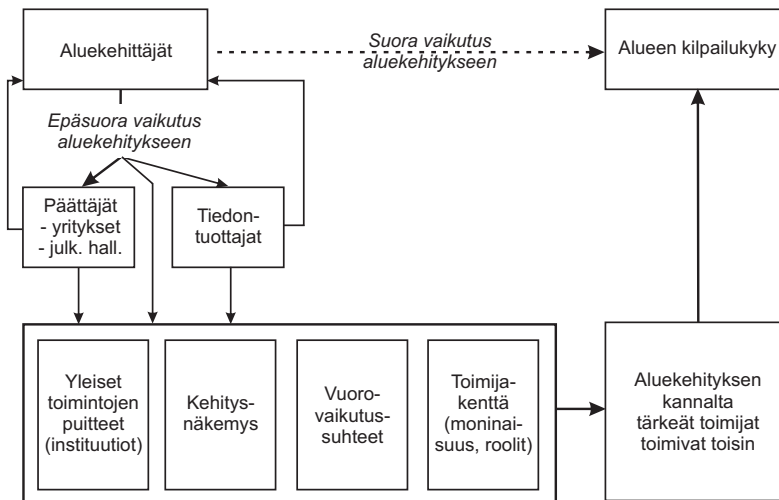 Aluekehittäjät
Suora vaikutus
aluekehitykseen
Alueen kilpailukyky
Epäsuora vaikutus
aluekehitykseen
Päättäjät
- yritykset
- julk. hall.
Tiedon-
tuottajat
Yleiset
toimintojen
puitteet
(instituutiot)
Kehitys-
näkemys
Vuoro-
vaikutus-
suhteet
Toimija-
kenttä
(moninai-
suus, roolit)
Aluekehityksen
kannalta
tärkeät toimijat
toimivat toisin